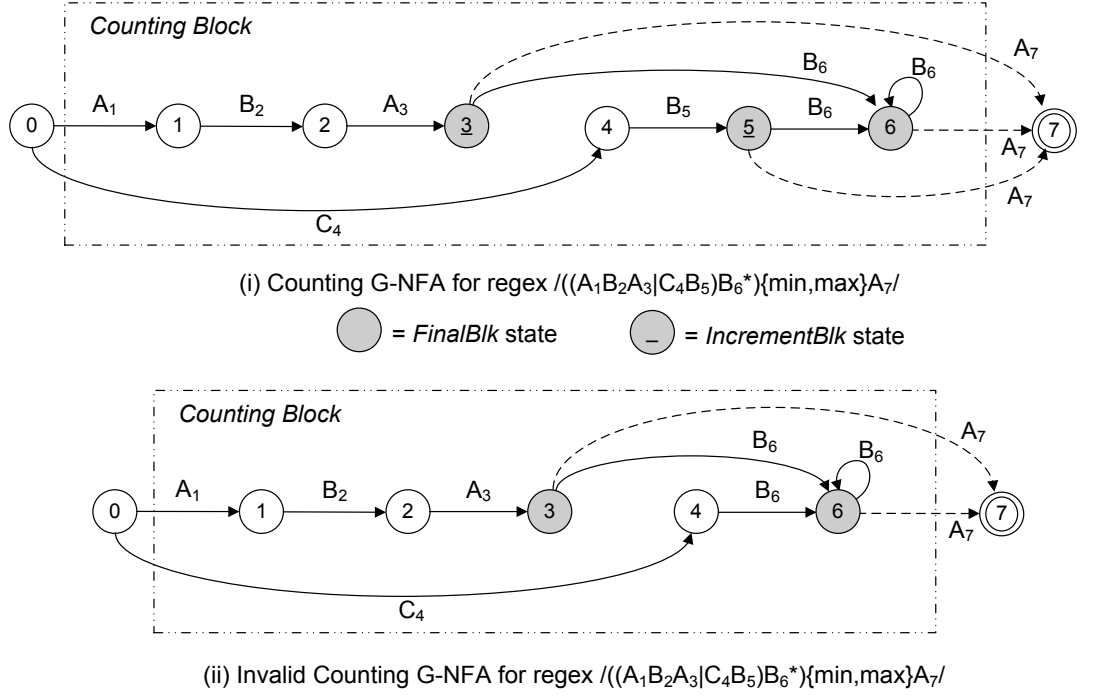 Counting Block
A7
B6 B6
A1 B2 A3 B5 B6
0 1 2 3 4 5 6 7
A7
A7
C4
(i) Counting G-NFA for regex /((A1B2A3|C4B5)B6*){min,max}A7/
= FinalBlk state _ = IncrementBlk state
Counting Block
A7
B6 B6
A1 B2 A3 B6
0 1 2 3 4 6 7
A7
C4
(ii) Invalid Counting G-NFA for regex /((A1B2A3|C4B5)B6*){min,max}A7/